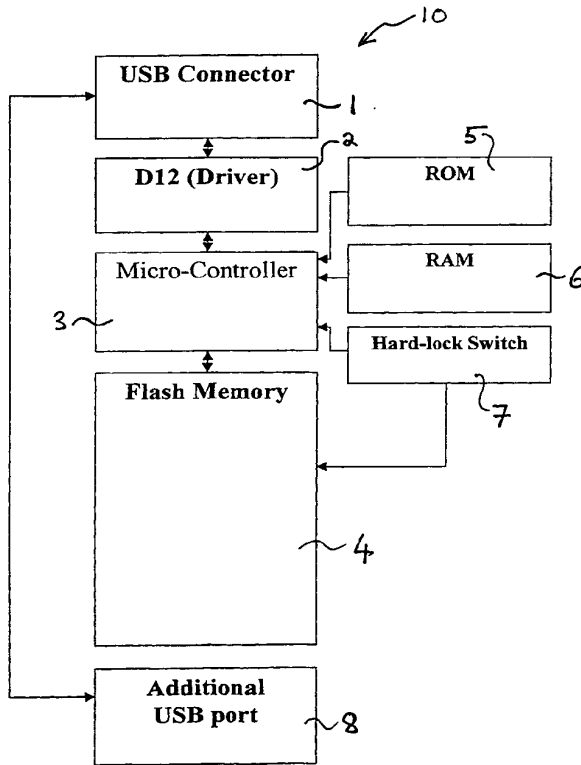 10
USB Connector
1
2
D12 (Driver)
5
ROM
Micro-Controller
3
RAM
6
Hard-lock Switch
7
Flash Memory
4
Additional
USB port
8